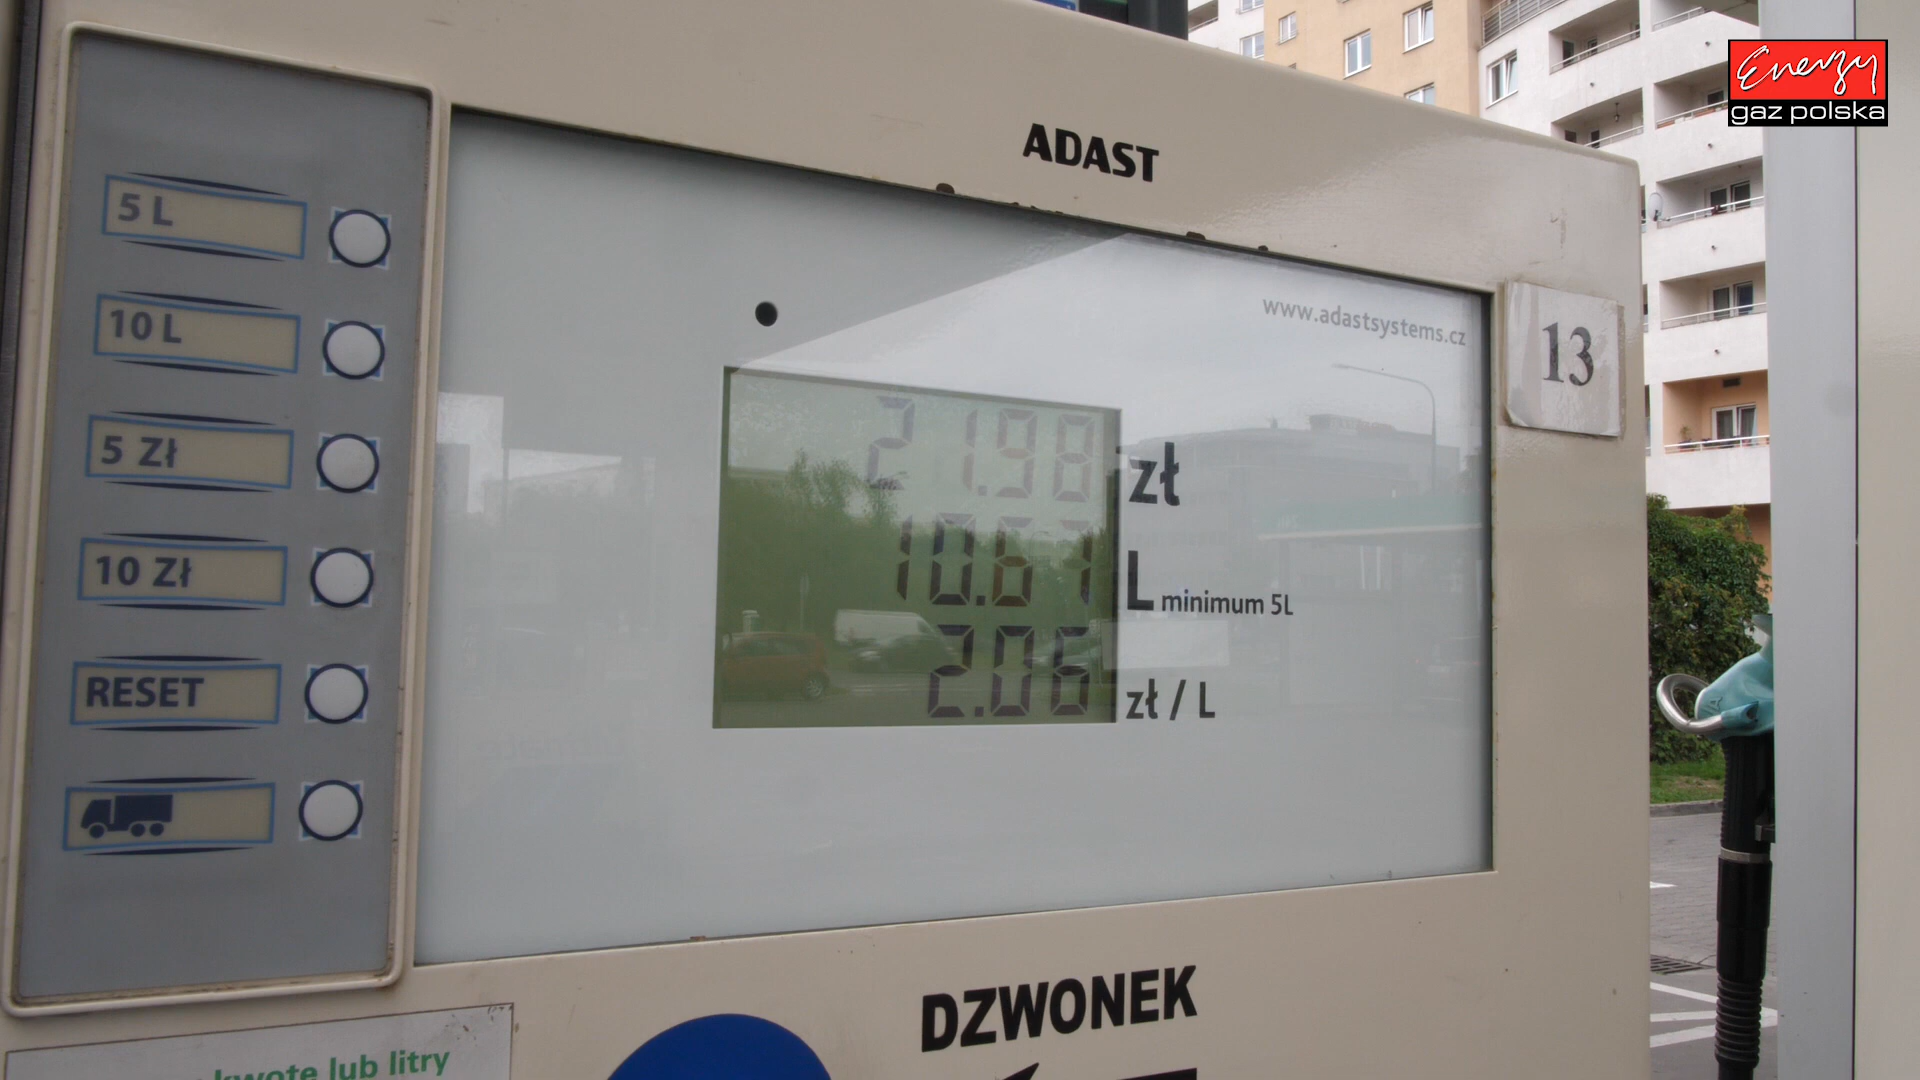 Energy
gaz polska
ADAST
www.adastsystems.cz
13
5 L
10 L
5 Zł
10 Zł
RESET
21.98 zł
10.67 L minimum 5L
2.06 zł / L
DZWONEK
lub litry